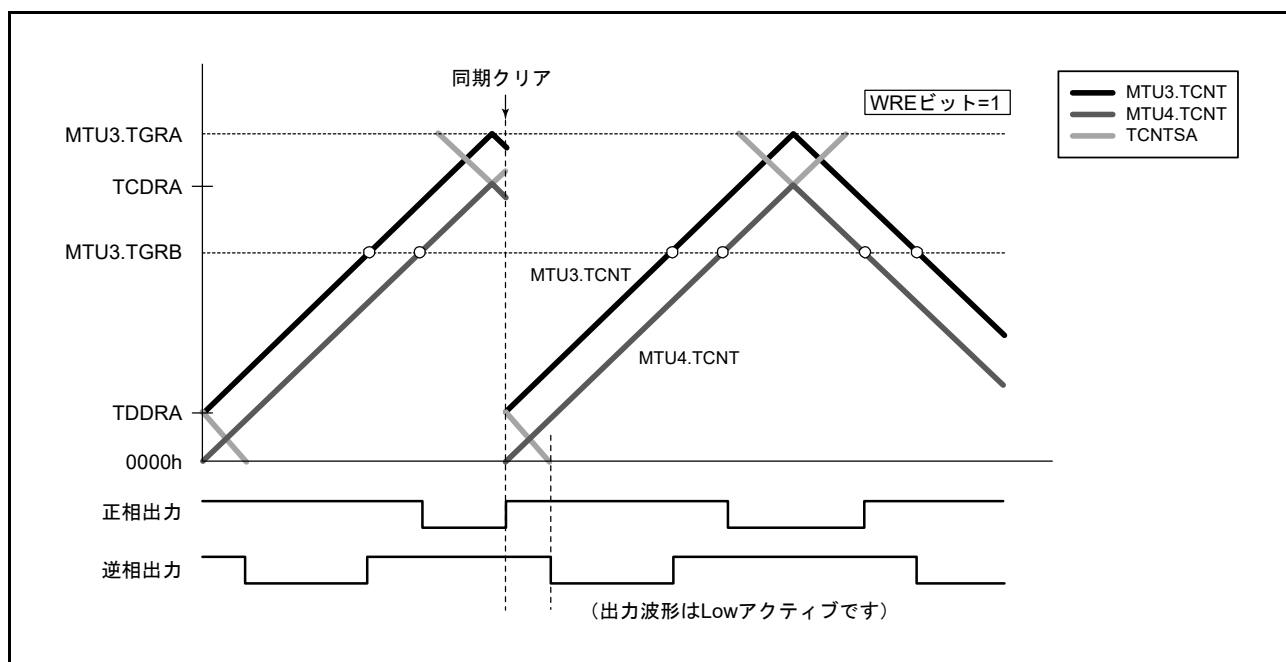 同期クリア
WREビット=1
MTU3.TCNT
MTU4.TCNT
TCNTSA
MTU3.TGRA
TCDRA
MTU3.TGRB
MTU3.TCNT
MTU4.TCNT
TDDRA
0000h
正相出力
逆相出力
（出力波形はLowアクティブです）